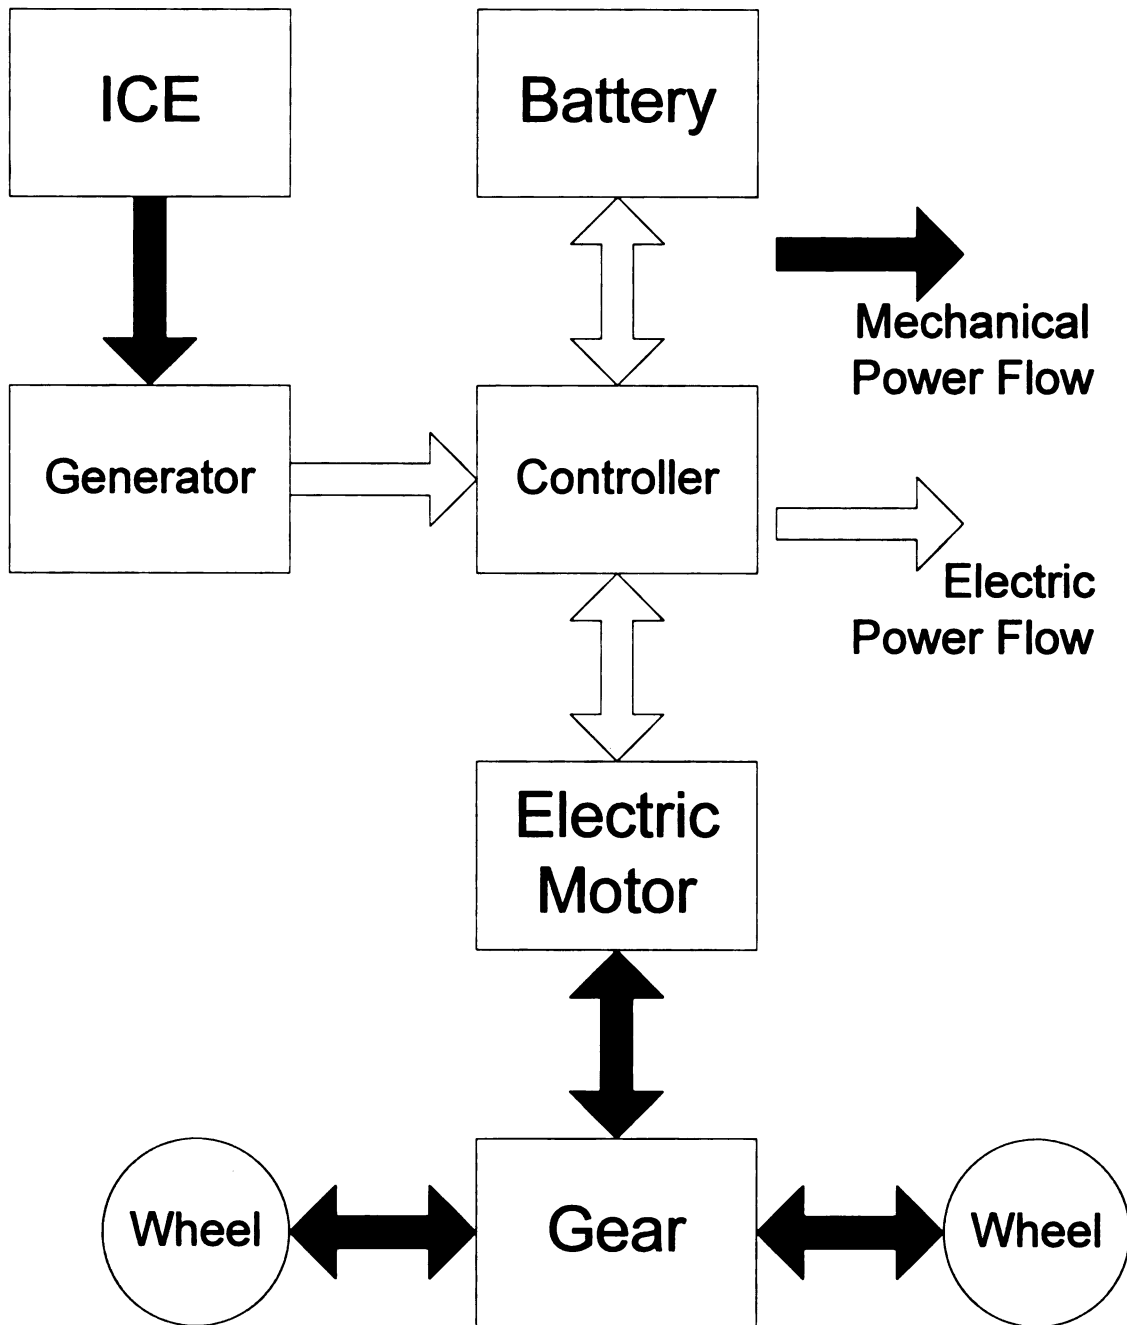 ICE
Battery
Mechanical
Power Flow
Generator
Controller
Electric
Power Flow
Electric
Motor
Wheel
Gear
Wheel